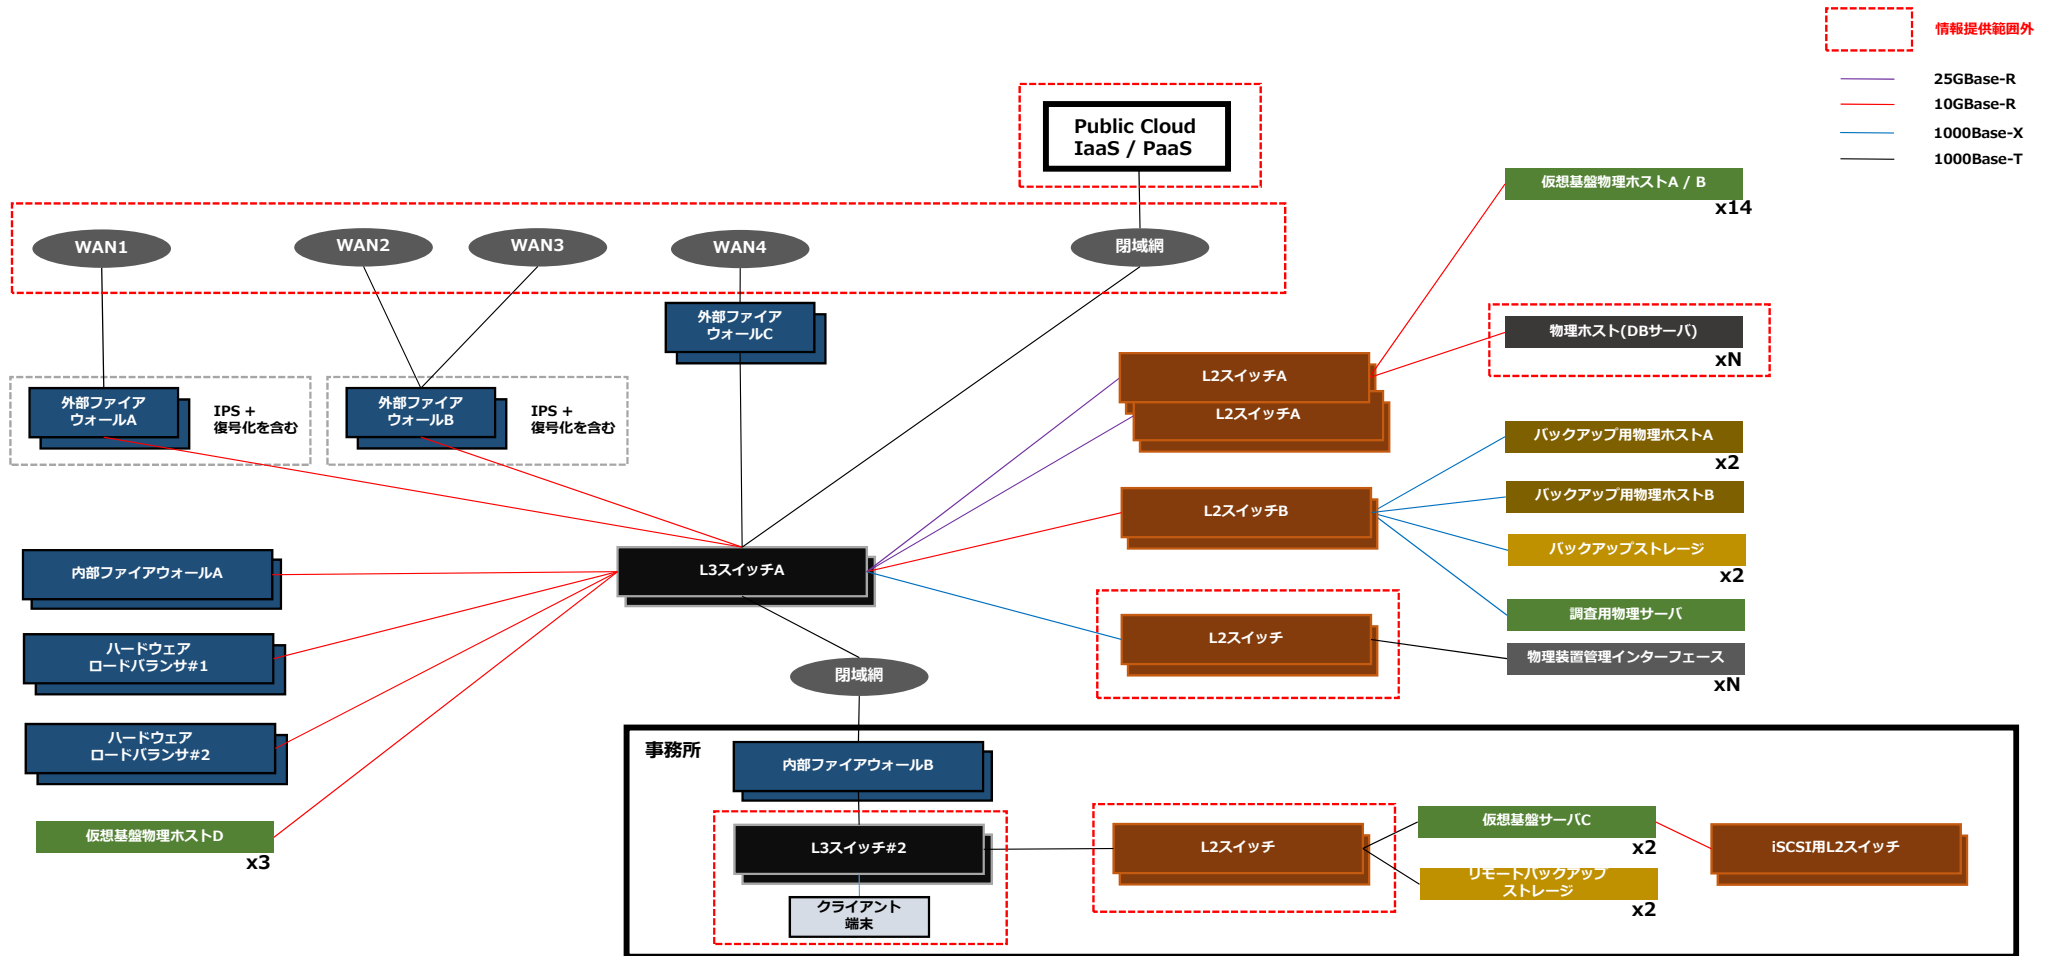 情報提供範囲外
25GBase-R
10GBase-R
1000Base-X
1000Base-T
Public Cloud
IaaS / PaaS
仮想基盤物理ホストA / B
x14
WAN1
WAN2
WAN3
WAN4
閉域網
外部ファイア
ウォールC
物理ホスト(DBサーバ)
xN
L2スイッチA
L2スイッチA
外部ファイア
ウォールA
IPS +
復号化を含む
外部ファイア
ウォールB
IPS +
復号化を含む
バックアップ用物理ホストA
x2
バックアップ用物理ホストB
L2スイッチB
バックアップストレージ
x2
内部ファイアウォールA
L3スイッチA
調査用物理サーバ
ハードウェア
ロードバランサ#1
L2スイッチ
物理装置管理インターフェース
xN
閉域網
ハードウェア
ロードバランサ#2
事務所
内部ファイアウォールB
仮想基盤物理ホストD
x3
L3スイッチ#2
L2スイッチ
仮想基盤サーバC
x2
iSCSI用L2スイッチ
リモートバックアップ
ストレージ
x2
クライアント
端末